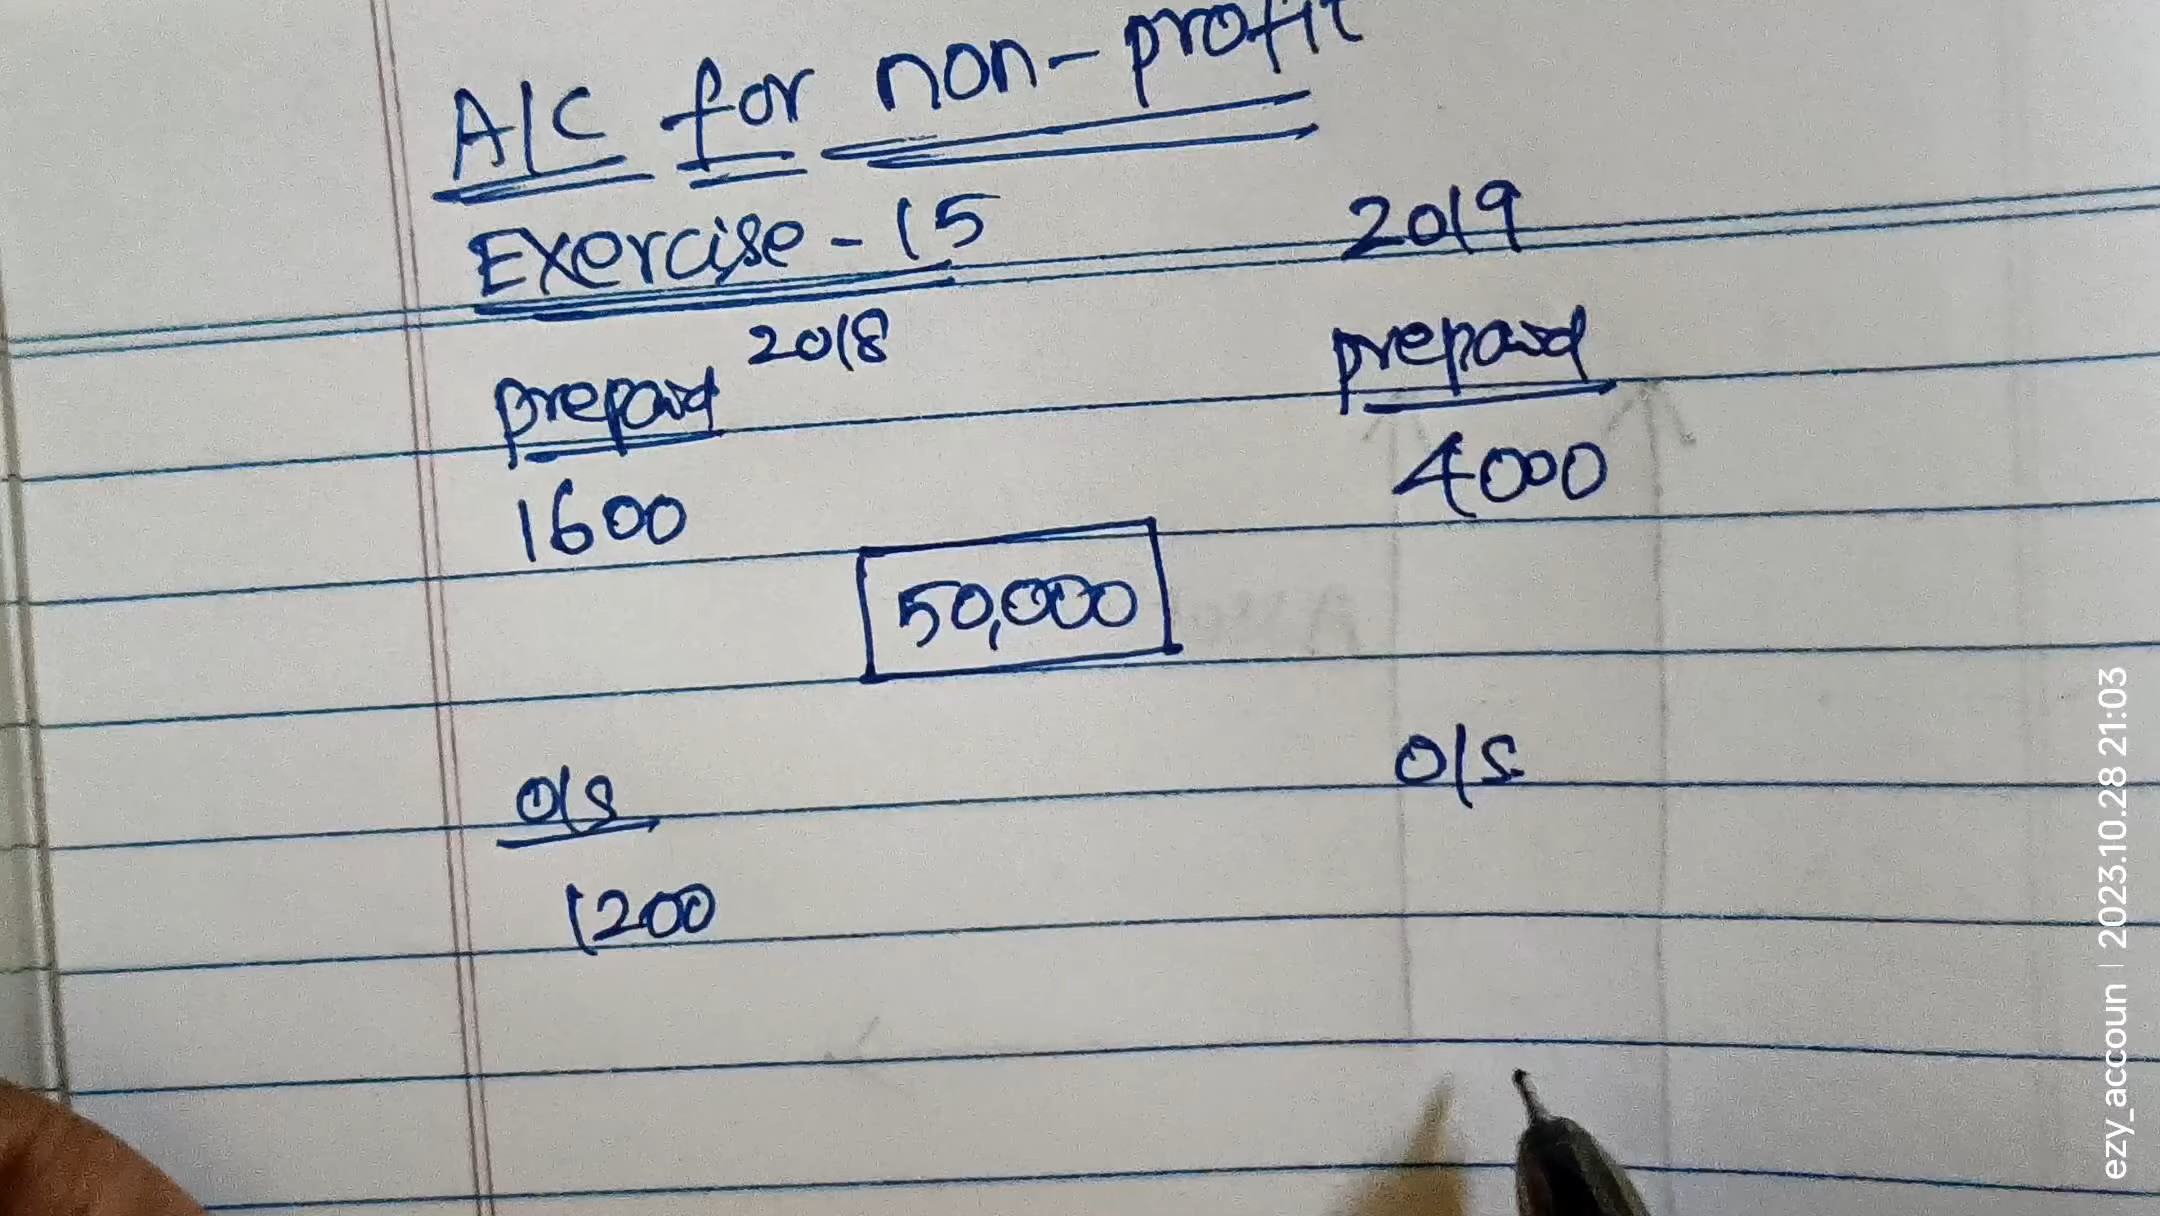 A/C for non-profit
Exercise - 15
2018
2019
prepaid
prepaid
1600
4000
50,000
O/S
O/S
1200
ezy_accoun | 2023.10.28 21:03